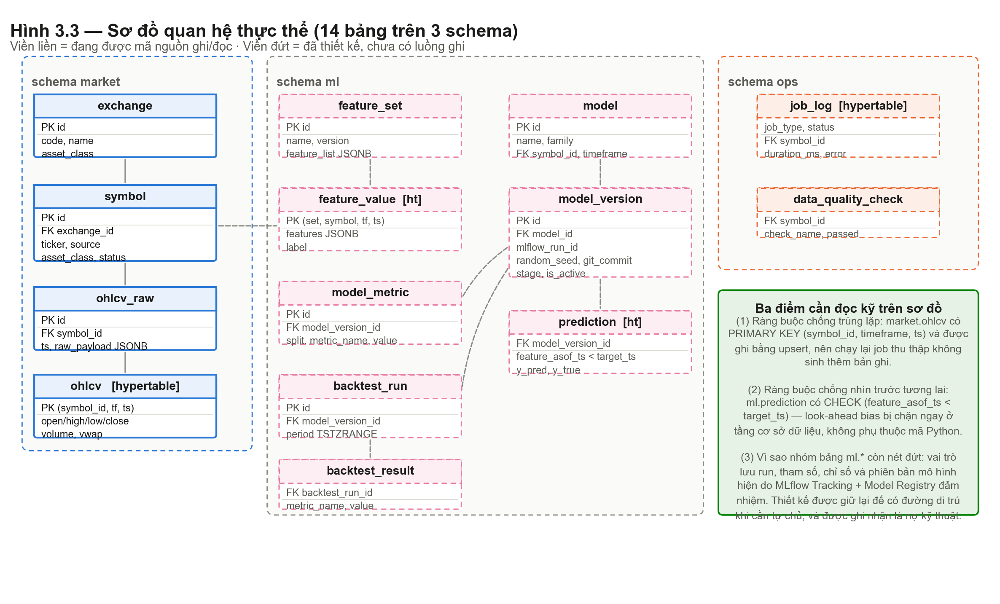 Hình 3.3 — Sơ đồ quan hệ thực thể (14 bảng trên 3 schema)
Viền liền = đang được mã nguồn ghi/đọc · Viền đứt = đã thiết kế, chưa có luồng ghi
schema market
exchange
PK id
code, name
asset_class
symbol
PK id
FK exchange_id
ticker, source
asset_class, status
ohlcv_raw
PK id
FK symbol_id
ts, raw_payload JSONB
ohlcv [hypertable]
PK (symbol_id, tf, ts)
open/high/low/close
volume, vwap
schema ml
feature_set
PK id
name, version
feature_list JSONB
feature_value [ht]
PK (set, symbol, tf, ts)
features JSONB
label
model_metric
PK id
FK model_version_id
split, metric_name, value
backtest_run
PK id
FK model_version_id
period TSTZRANGE
backtest_result
FK backtest_run_id
metric_name, value
model
PK id
name, family
FK symbol_id, timeframe
model_version
PK id
FK model_id
mlflow_run_id
random_seed, git_commit
stage, is_active
prediction [ht]
FK model_version_id
feature_asof_ts < target_ts
y_pred, y_true
schema ops
job_log [hypertable]
job_type, status
FK symbol_id
duration_ms, error
data_quality_check
FK symbol_id
check_name, passed
Ba điểm cần đọc kỹ trên sơ đồ
(1) Ràng buộc chống trùng lặp: market.ohlcv có
PRIMARY KEY (symbol_id, timeframe, ts) và được
ghi bằng upsert, nên chạy lại job thu thập không
sinh thêm bản ghi.
(2) Ràng buộc chống nhìn trước tương lai:
ml.prediction có CHECK (feature_asof_ts <
target_ts) — look-ahead bias bị chặn ngay ở
tầng cơ sở dữ liệu, không phụ thuộc mã Python.
(3) Vì sao nhóm bảng ml.* còn nét đứt: vai trò
lưu run, tham số, chỉ số và phiên bản mô hình
hiện do MLflow Tracking + Model Registry đảm
nhiệm. Thiết kế được giữ lại để có đường di trú
khi cần tự chủ, và được ghi nhận là nợ kỹ thuật.